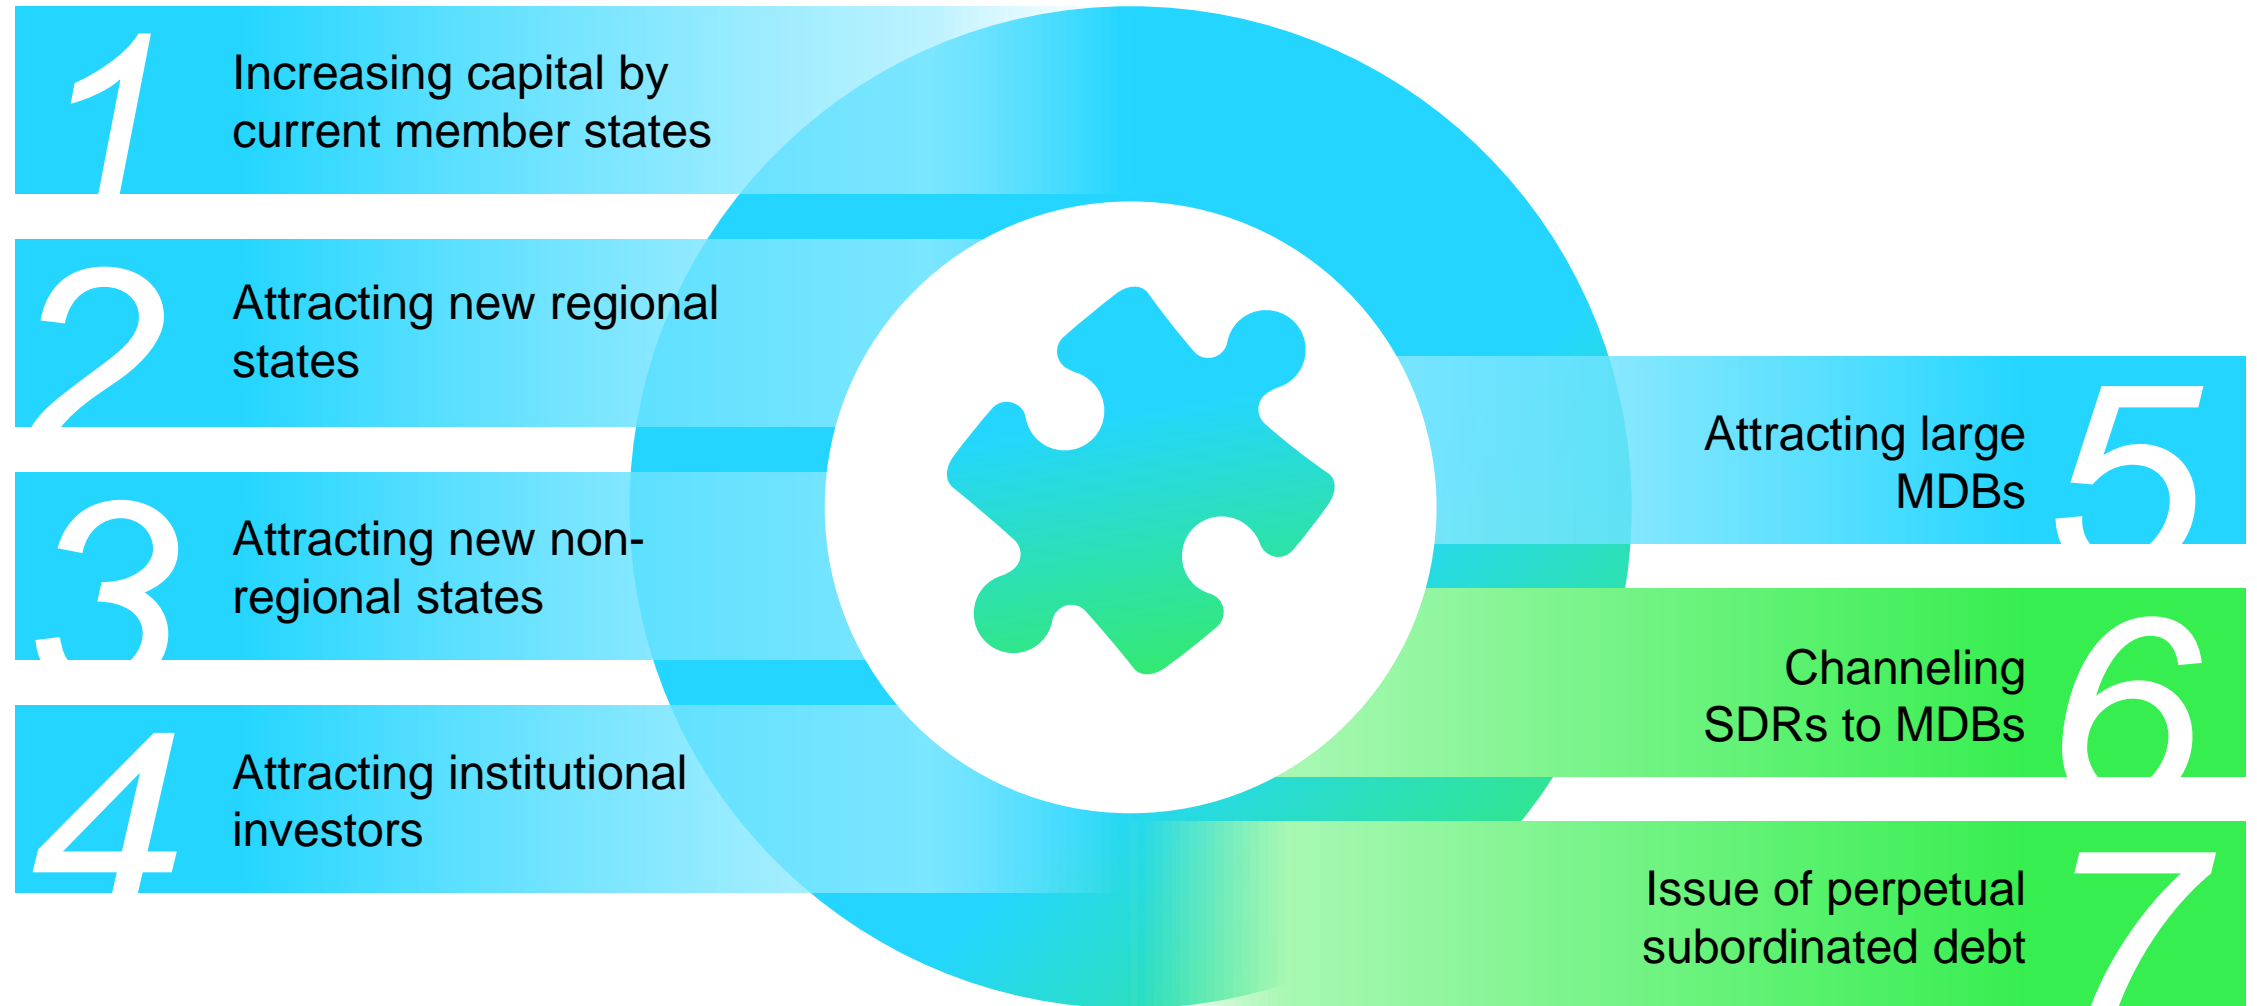 1
Increasing capital by
current member states
2
Attracting new regional
states
3
Attracting new non-
regional states
4
Attracting institutional
investors
5
Attracting large
MDBs
6
Channeling
SDRs to MDBs
7
Issue of perpetual
subordinated debt